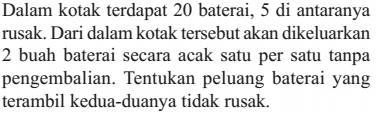 Dalam kotak terdapat 20 baterai, 5 di antaranya
rusak. Dari dalam kotak tersebut akan dikeluarkan
2 buah baterai secara acak satu per satu tanpa
pengembalian. Tentukan peluang baterai yang
terambil kedua-duanya tidak rusak.